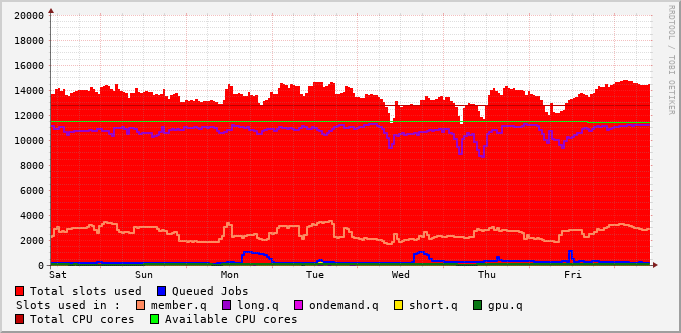 20000
18000
16000
14000
12000
10000
8000
6000
4000
2000
0
Sat Sun Mon Tue Wed Thu Fri
RRDTOOL / TOBI OETIKER
Total slots used Queued Jobs
Slots used in : member.q long.q ondemand.q short.q gpu.q
Total CPU cores Available CPU cores